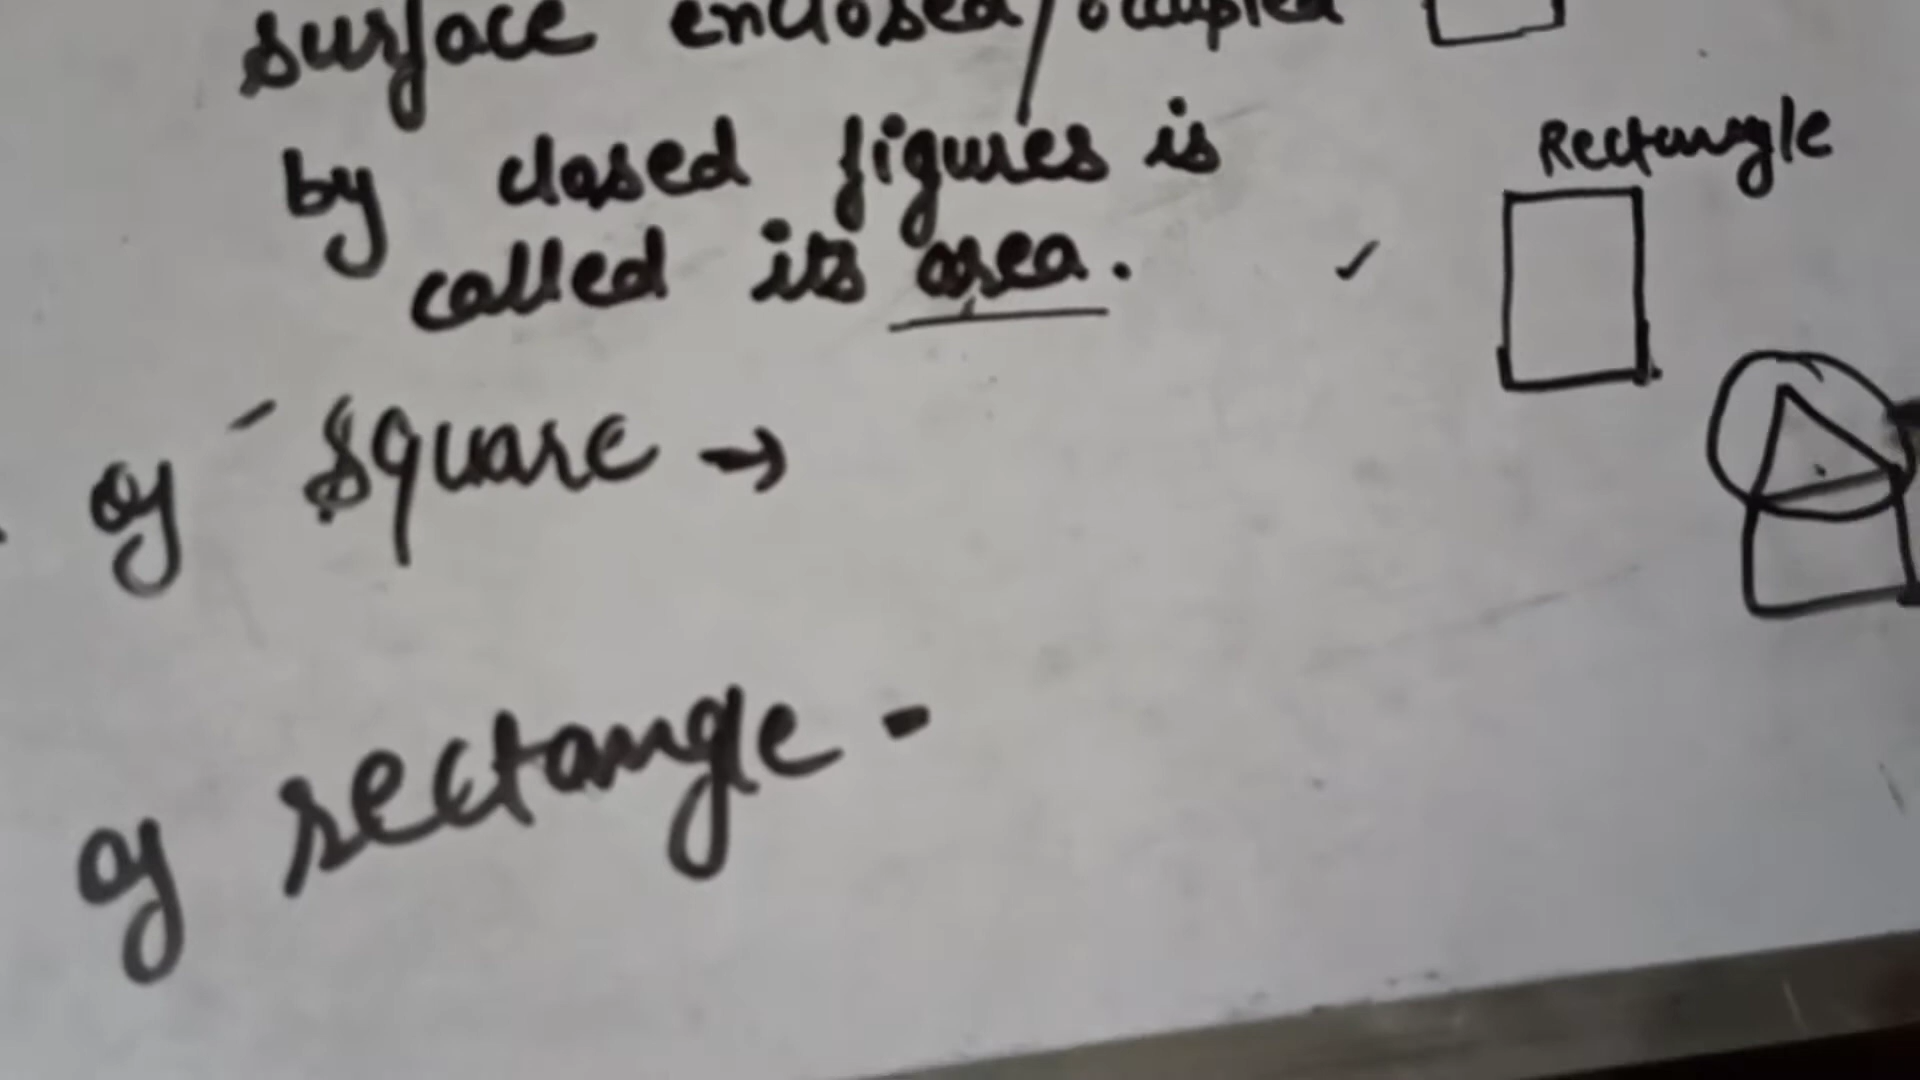 surface enclosed/occupied
by closed figures is
called its area.
Rectangle
of square →
of rectangle -